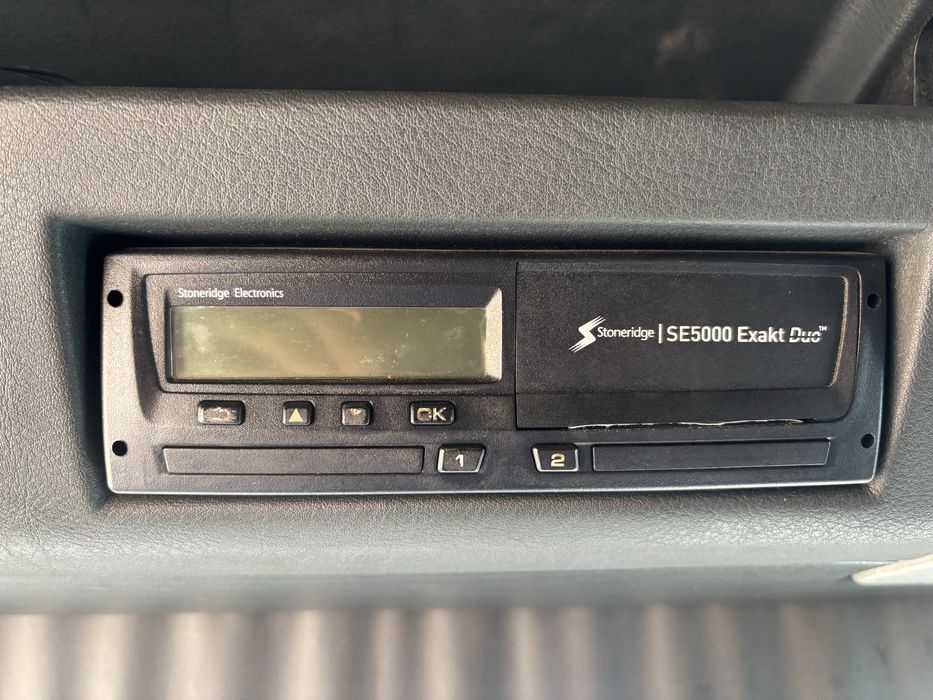 Stoneridge Electronics
Stoneridge | SE5000 Exakt Duo™
OK
1
2